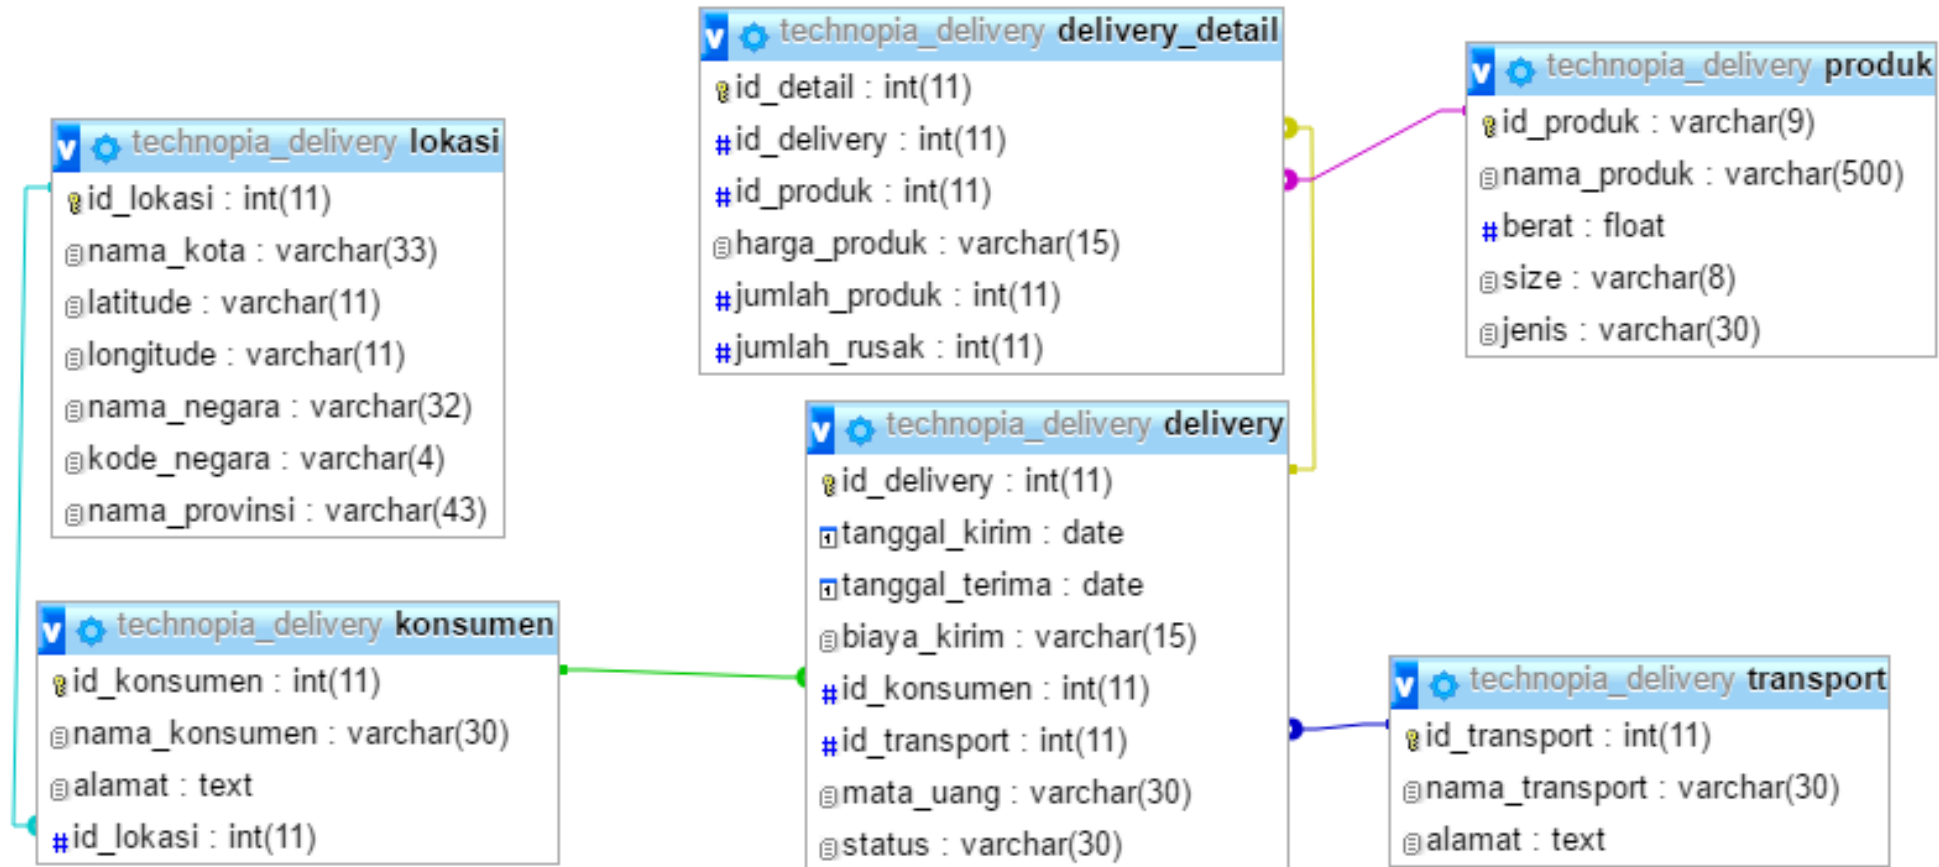 technopia_delivery lokasi
id_lokasi : int(11)
nama_kota : varchar(33)
latitude : varchar(11)
longitude : varchar(11)
nama_negara : varchar(32)
kode_negara : varchar(4)
nama_provinsi : varchar(43)
technopia_delivery konsumen
id_konsumen : int(11)
nama_konsumen : varchar(30)
alamat : text
id_lokasi : int(11)
technopia_delivery delivery_detail
id_detail : int(11)
id_delivery : int(11)
id_produk : int(11)
harga_produk : varchar(15)
jumlah_produk : int(11)
jumlah_rusak : int(11)
technopia_delivery delivery
id_delivery : int(11)
tanggal_kirim : date
tanggal_terima : date
biaya_kirim : varchar(15)
id_konsumen : int(11)
id_transport : int(11)
mata_uang : varchar(30)
status : varchar(30)
technopia_delivery produk
id_produk : varchar(9)
nama_produk : varchar(500)
berat : float
size : varchar(8)
jenis : varchar(30)
technopia_delivery transport
id_transport : int(11)
nama_transport : varchar(30)
alamat : text